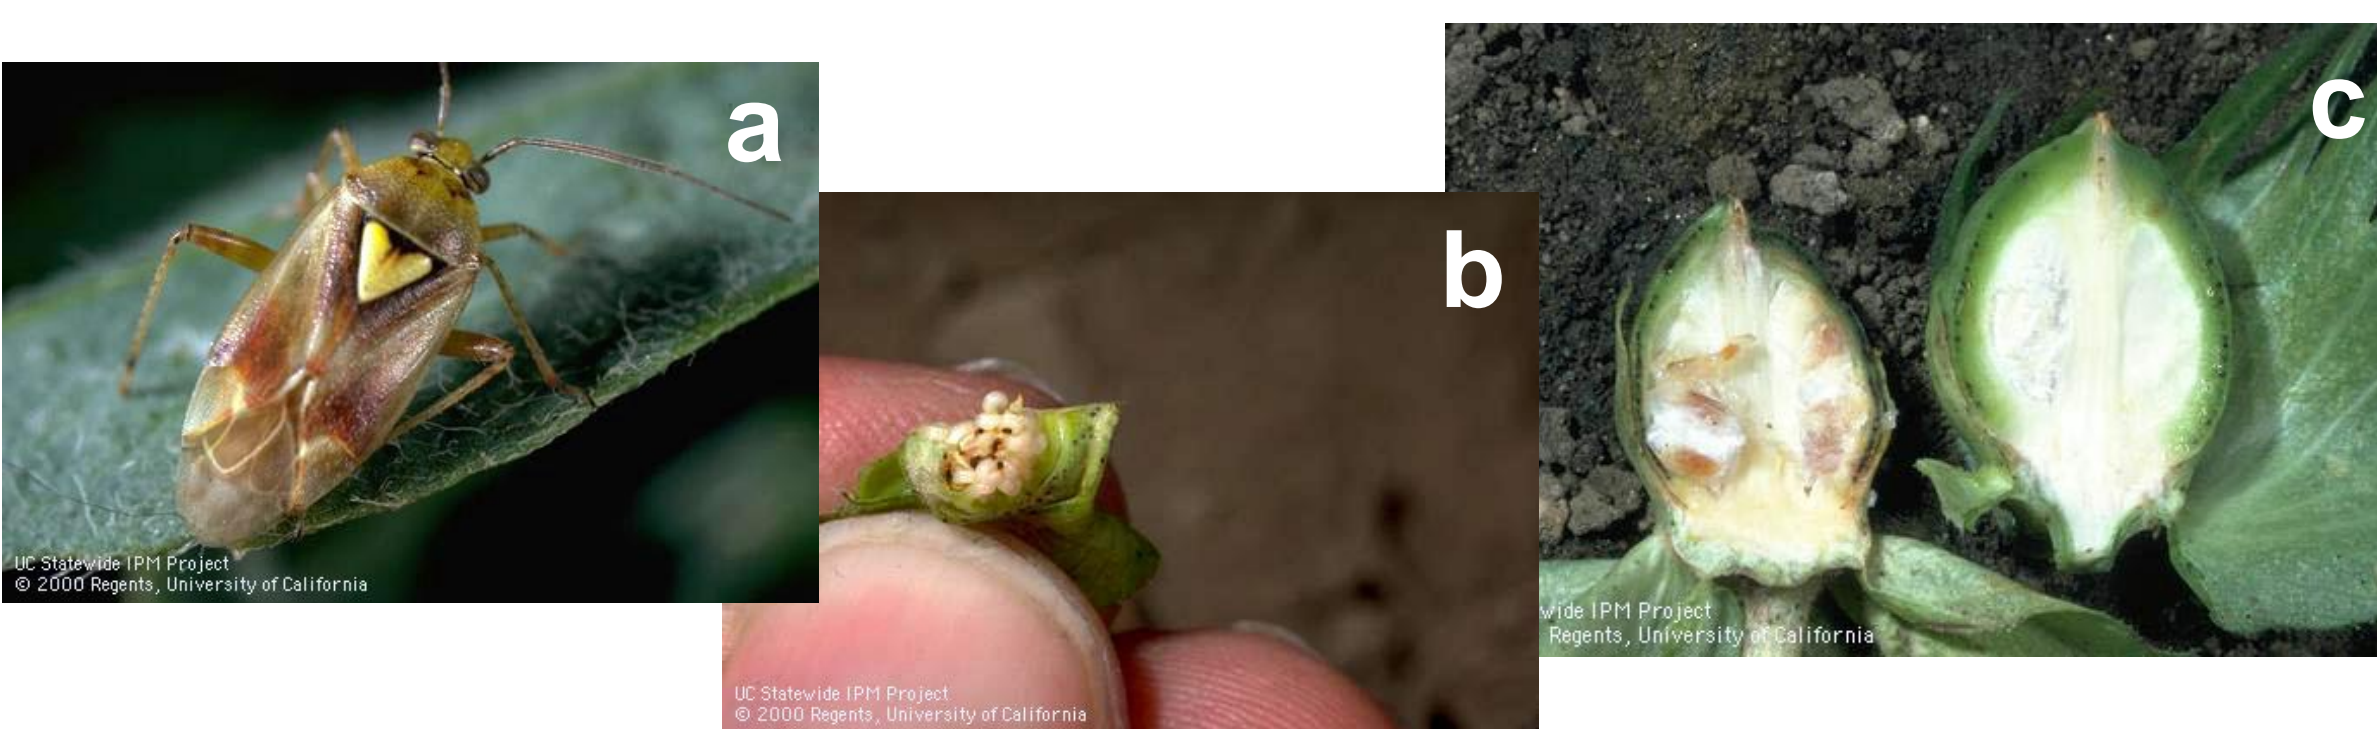 a
UC Statewide IPM Project
© 2000 Regents, University of California
b
UC Statewide IPM Project
© 2000 Regents, University of California
c
wide IPM Project
Regents, University of California